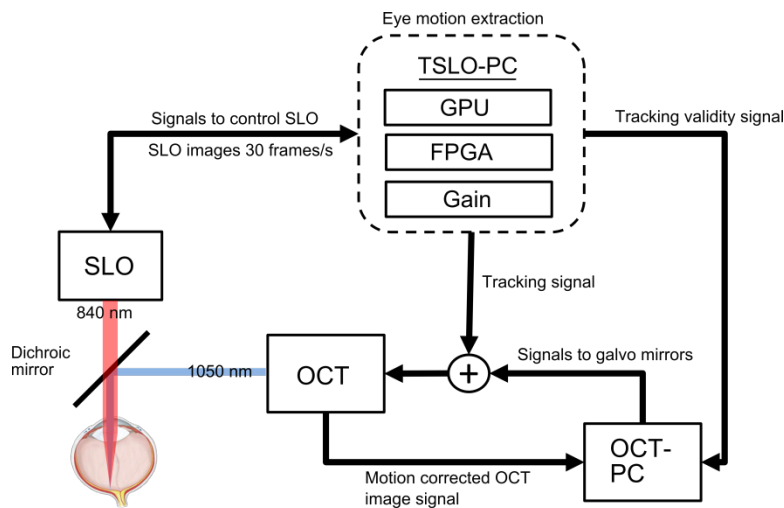 Eye motion extraction
TSLO-PC
GPU
FPGA
Gain
Signals to control SLO
SLO images 30 frames/s
Tracking validity signal
SLO
840 nm
Tracking signal
Dichroic
mirror
1050 nm
OCT
+
Signals to galvo mirrors
OCT-
PC
Motion corrected OCT
image signal